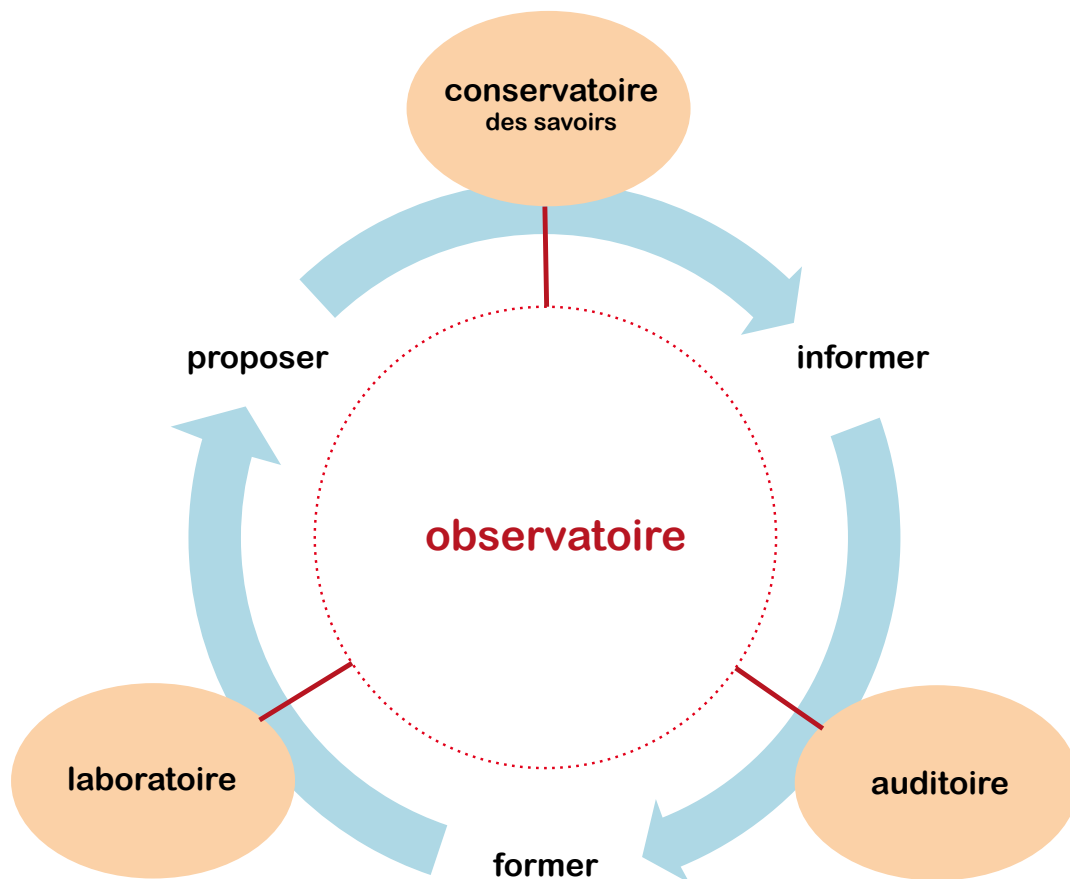 conservatoire
des savoirs
proposer
informer
observatoire
laboratoire
auditoire
former